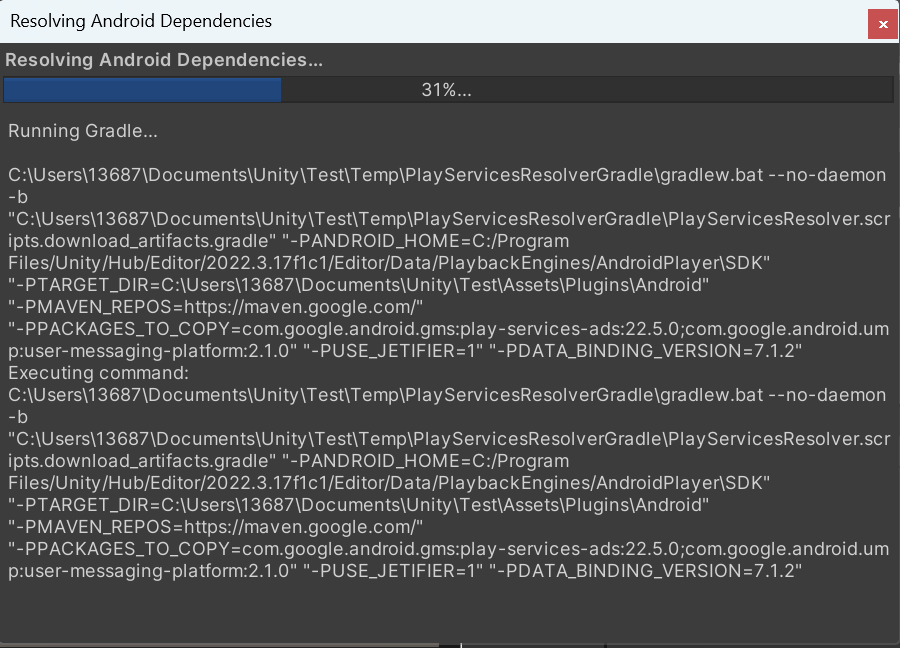 Resolving Android Dependencies
Resolving Android Dependencies...
31%...
Running Gradle...
C:\Users\13687\Documents\Unity\Test\Temp\PlayServicesResolverGradle\gradlew.bat --no-daemon
-b
"C:\Users\13687\Documents\Unity\Test\Temp\PlayServicesResolverGradle\PlayServicesResolver.scr
ipts.download_artifacts.gradle" "-PANDROID_HOME=C:/Program
Files/Unity/Hub/Editor/2022.3.17f1c1/Editor/Data/PlaybackEngines/AndroidPlayer\SDK"
"-PTARGET_DIR=C:\Users\13687\Documents\Unity\Test\Assets\Plugins\Android"
"-PMAVEN_REPOS=https://maven.google.com/"
"-PPACKAGES_TO_COPY=com.google.android.gms:play-services-ads:22.5.0;com.google.android.um
p:user-messaging-platform:2.1.0" "-PUSE_JETIFIER=1" "-PDATA_BINDING_VERSION=7.1.2"
Executing command:
C:\Users\13687\Documents\Unity\Test\Temp\PlayServicesResolverGradle\gradlew.bat --no-daemon
-b
"C:\Users\13687\Documents\Unity\Test\Temp\PlayServicesResolverGradle\PlayServicesResolver.scr
ipts.download_artifacts.gradle" "-PANDROID_HOME=C:/Program
Files/Unity/Hub/Editor/2022.3.17f1c1/Editor/Data/PlaybackEngines/AndroidPlayer\SDK"
"-PTARGET_DIR=C:\Users\13687\Documents\Unity\Test\Assets\Plugins\Android"
"-PMAVEN_REPOS=https://maven.google.com/"
"-PPACKAGES_TO_COPY=com.google.android.gms:play-services-ads:22.5.0;com.google.android.um
p:user-messaging-platform:2.1.0" "-PUSE_JETIFIER=1" "-PDATA_BINDING_VERSION=7.1.2"